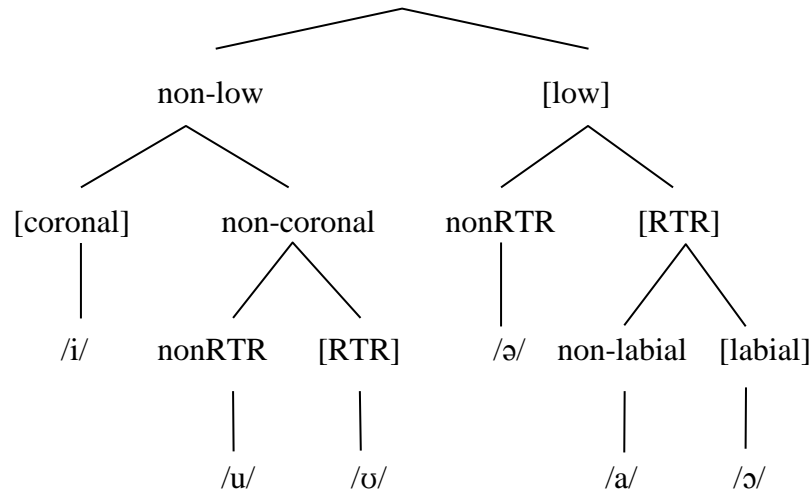 non-low [low]
[coronal] non-coronal nonRTR [RTR]
/i/ nonRTR [RTR] /ə/ non-labial [labial]
/u/ /ʊ/ /a/ /ɔ/